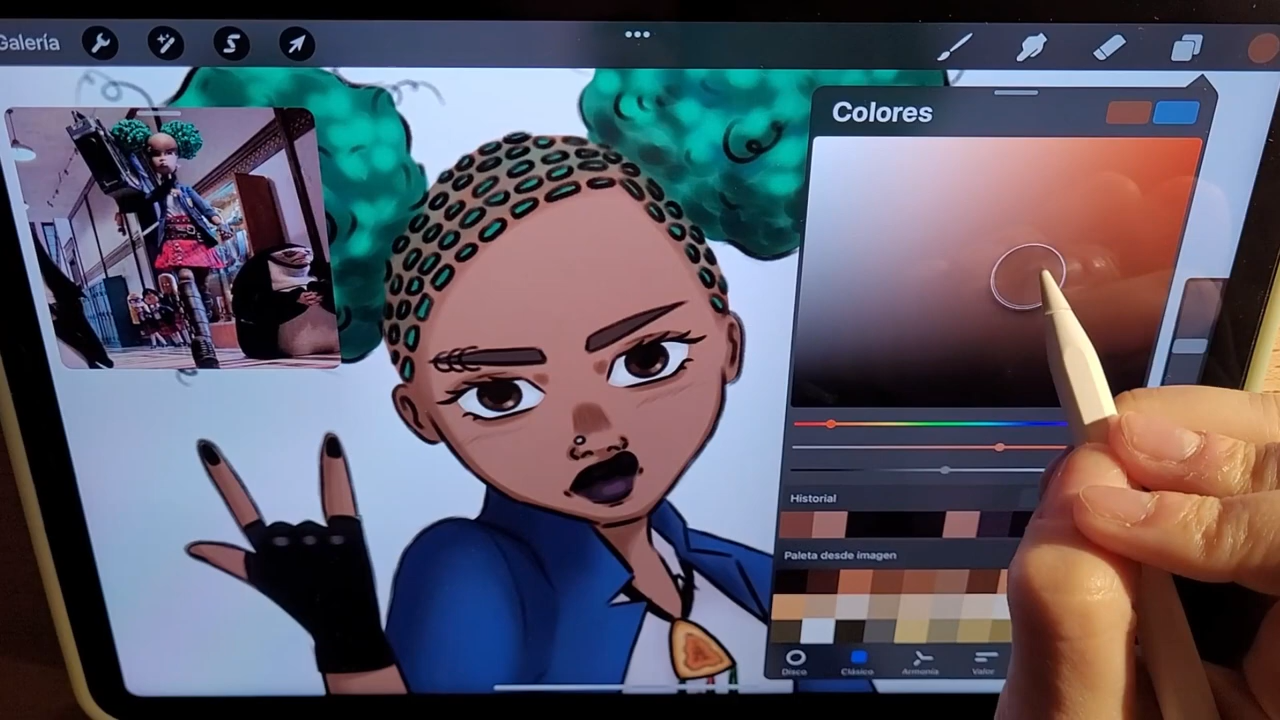 Galería
Colores
Historial
Paleta desde imagen
Disco
Clásico
Armonía
Valor